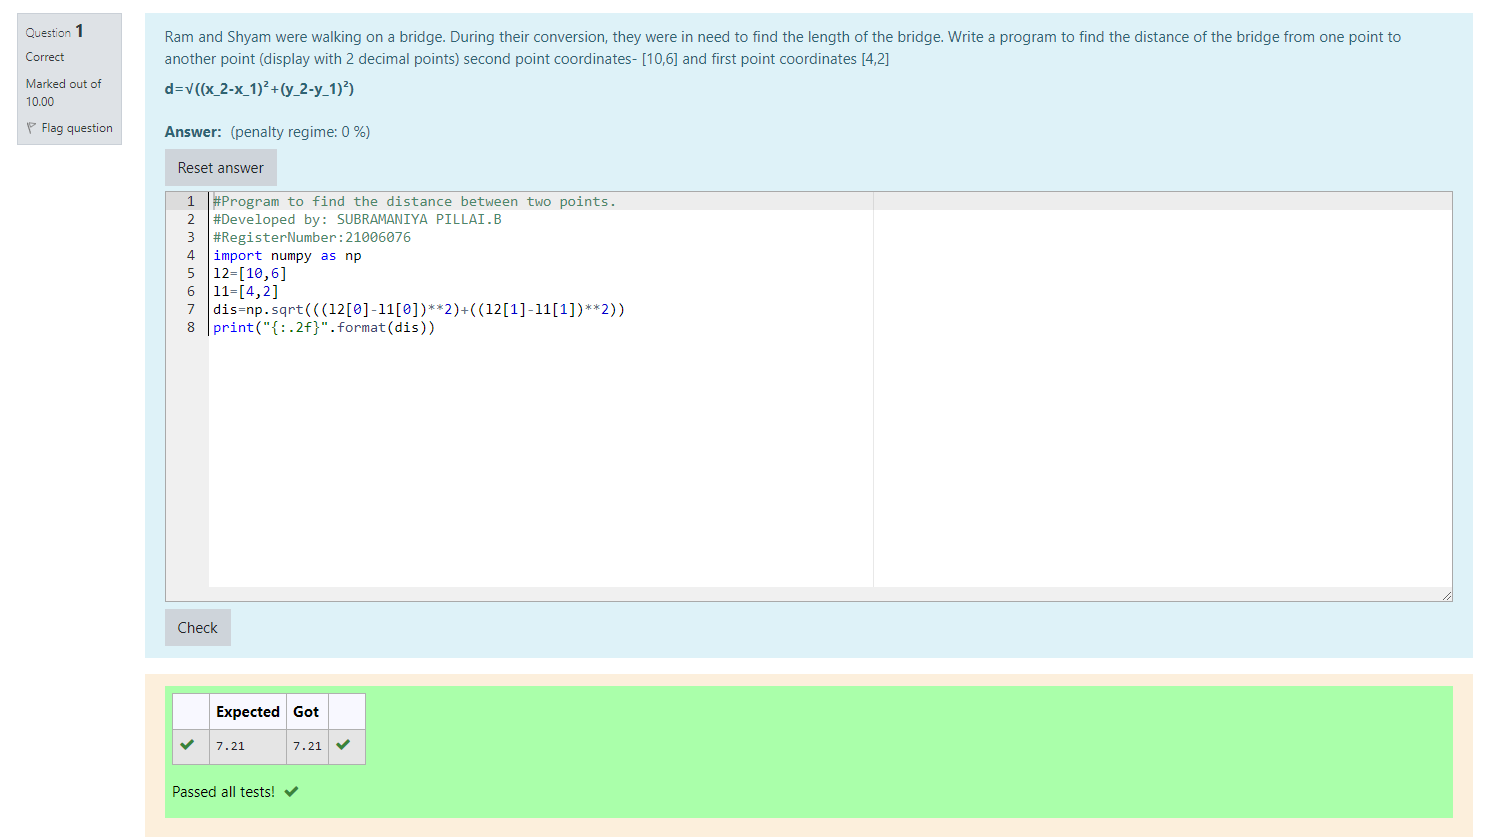 Question 1
Correct
Marked out of
10.00
Flag question
Ram and Shyam were walking on a bridge. During their conversion, they were in need to find the length of the bridge. Write a program to find the distance of the bridge from one point to
another point (display with 2 decimal points) second point coordinates- [10,6] and first point coordinates [4,2]
d=√((x_2-x_1)²+(y_2-y_1)²)
Answer: (penalty regime: 0 %)
Reset answer
1 #Program to find the distance between two points.
2 #Developed by: SUBRAMANIYA PILLAI.B
3 #RegisterNumber:21006076
4 import numpy as np
5 l2=[10,6]
6 l1=[4,2]
7 dis=np.sqrt(((l2[0]-l1[0])**2)+((l2[1]-l1[1])**2))
8 print("{:.2f}".format(dis))
Check
Expected Got
7.21 7.21
Passed all tests!